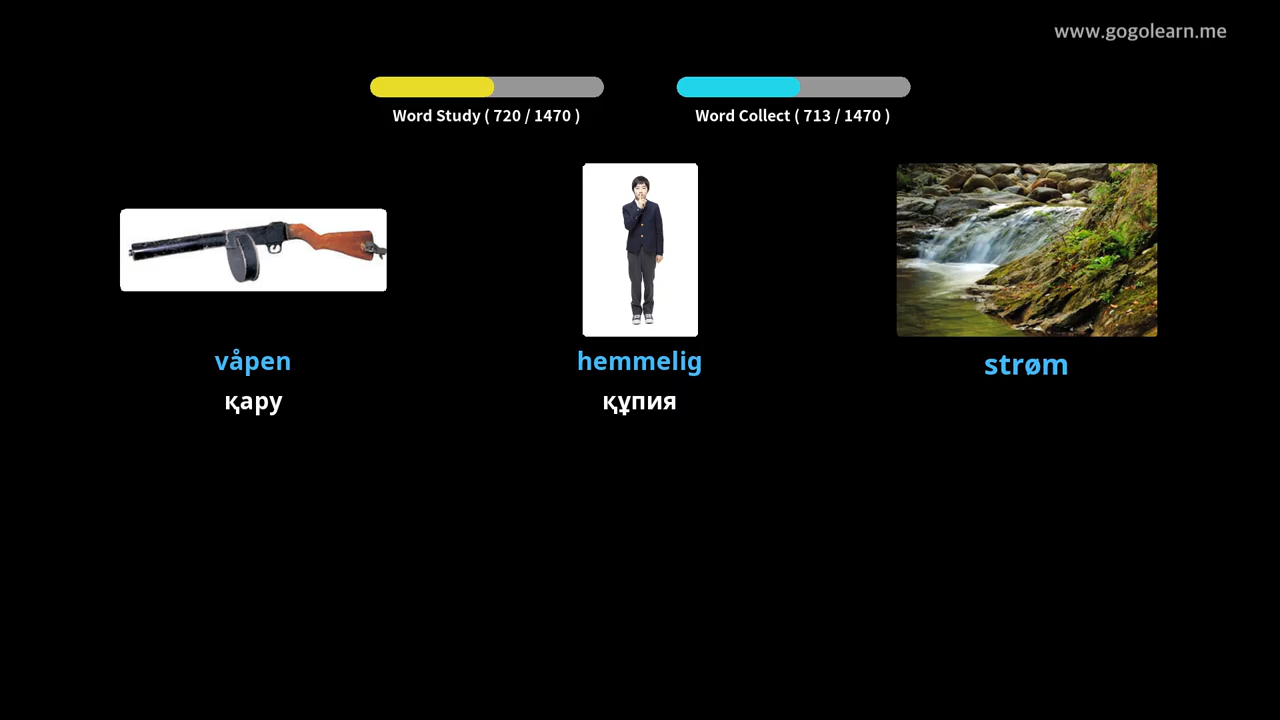 www.gogolearn.me
Word Study ( 720 / 1470 )
Word Collect ( 713 / 1470 )
våpen
hemmelig
strøm
қару
құпия